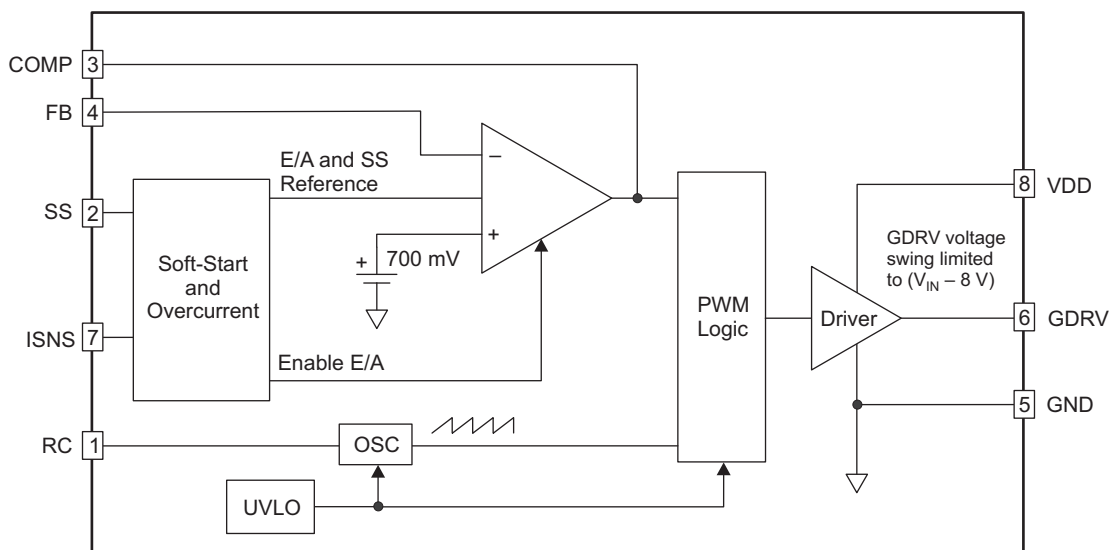 COMP 3
FB 4
E/A and SS
Reference
–
SS 2
8 VDD
+
GDRV voltage
swing limited
to (VIN – 8 V)
Soft-Start
and
Overcurrent
+ 700 mV
PWM
Logic
Driver
6 GDRV
ISNS 7
Enable E/A
5 GND
RC 1
OSC
UVLO